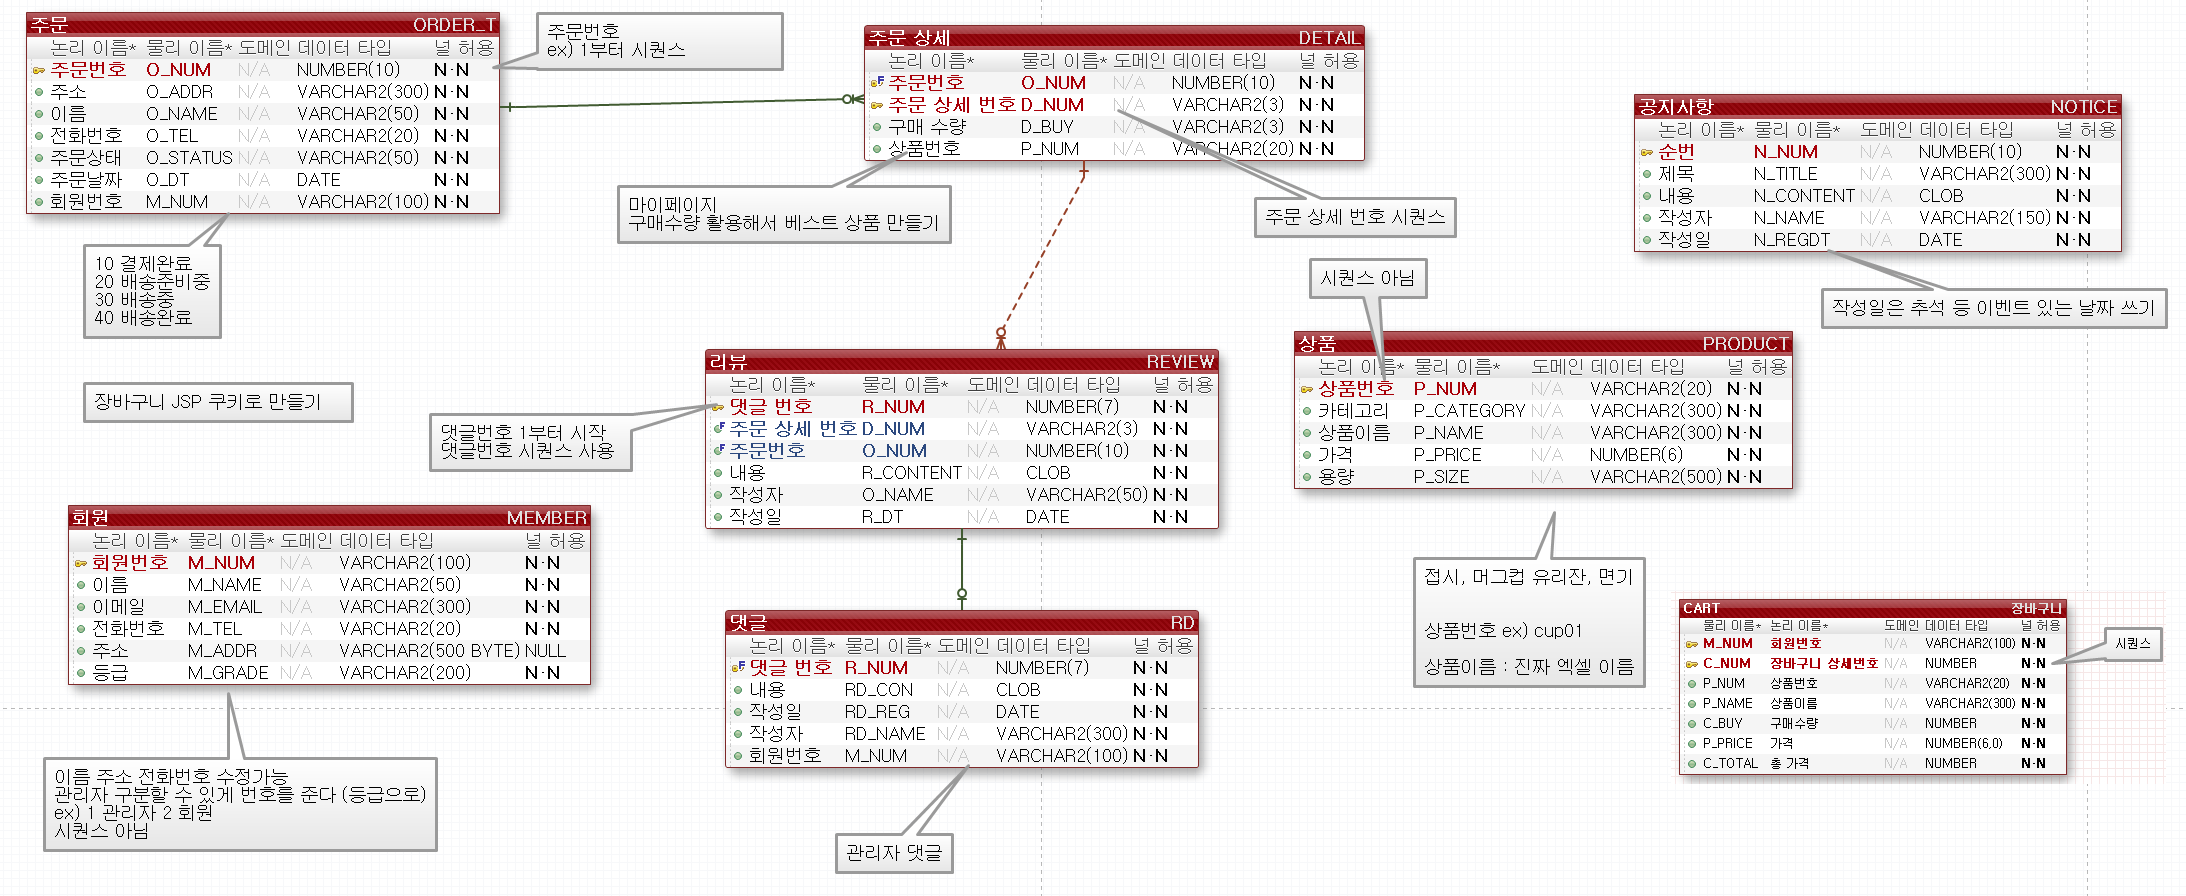 주문 ORDER_T
논리 이름* 물리 이름* 도메인 데이터 타입 널 허용
주문번호 O_NUM N/A NUMBER(10) N·N
주소 O_ADDR N/A VARCHAR2(300) N·N
이름 O_NAME N/A VARCHAR2(50) N·N
전화번호 O_TEL N/A VARCHAR2(20) N·N
주문상태 O_STATUS N/A VARCHAR2(50) N·N
주문날짜 O_DT N/A DATE N·N
회원번호 M_NUM N/A VARCHAR2(100) N·N
주문번호
ex) 1부터 시퀀스
10 결제완료
20 배송준비중
30 배송중
40 배송완료
장바구니 JSP 쿠키로 만들기
주문 상세 DETAIL
논리 이름* 물리 이름* 도메인 데이터 타입 널 허용
주문번호 O_NUM N/A NUMBER(10) N·N
주문 상세 번호 D_NUM N/A VARCHAR2(3) N·N
구매 수량 D_BUY N/A VARCHAR2(3) N·N
상품번호 P_NUM N/A VARCHAR2(20) N·N
마이페이지
구매수량 활용해서 베스트 상품 만들기
주문 상세 번호 시퀀스
공지사항 NOTICE
논리 이름* 물리 이름* 도메인 데이터 타입 널 허용
순번 N_NUM N/A NUMBER(10) N·N
제목 N_TITLE N/A VARCHAR2(300) N·N
내용 N_CONTENT N/A CLOB N·N
작성자 N_NAME N/A VARCHAR2(150) N·N
작성일 N_REGDT N/A DATE N·N
작성일은 추석 등 이벤트 있는 날짜 쓰기
시퀀스 아님
상품 PRODUCT
논리 이름* 물리 이름* 도메인 데이터 타입 널 허용
상품번호 P_NUM N/A VARCHAR2(20) N·N
카테고리 P_CATEGORY N/A VARCHAR2(300) N·N
상품이름 P_NAME N/A VARCHAR2(300) N·N
가격 P_PRICE N/A NUMBER(6) N·N
용량 P_SIZE N/A VARCHAR2(500) N·N
접시, 머그컵 유리잔, 면기
상품번호 ex) cup01
상품이름 : 진짜 엑셀 이름
리뷰 REVIEW
논리 이름* 물리 이름* 도메인 데이터 타입 널 허용
댓글 번호 R_NUM N/A NUMBER(7) N·N
주문 상세 번호 D_NUM N/A VARCHAR2(3) N·N
주문번호 O_NUM N/A NUMBER(10) N·N
내용 R_CONTENT N/A CLOB N·N
작성자 O_NAME N/A VARCHAR2(50) N·N
작성일 R_DT N/A DATE N·N
댓글번호 1부터 시작
댓글번호 시퀀스 사용
회원 MEMBER
논리 이름* 물리 이름* 도메인 데이터 타입 널 허용
회원번호 M_NUM N/A VARCHAR2(100) N·N
이름 M_NAME N/A VARCHAR2(50) N·N
이메일 M_EMAIL N/A VARCHAR2(300) N·N
전화번호 M_TEL N/A VARCHAR2(20) N·N
주소 M_ADDR N/A VARCHAR2(500 BYTE) NULL
등급 M_GRADE N/A VARCHAR2(200) N·N
이름 주소 전화번호 수정가능
관리자 구분할 수 있게 번호를 준다 (등급으로)
ex) 1 관리자 2 회원
시퀀스 아님
댓글 RD
논리 이름* 물리 이름* 도메인 데이터 타입 널 허용
댓글 번호 R_NUM N/A NUMBER(7) N·N
내용 RD_CON N/A CLOB N·N
작성일 RD_REG N/A DATE N·N
작성자 RD_NAME N/A VARCHAR2(300) N·N
회원번호 M_NUM N/A VARCHAR2(100) N·N
관리자 댓글
CART 장바구니
물리 이름* 논리 이름* 도메인 데이터 타입 널 허용
M_NUM 회원번호 N/A VARCHAR2(100) N·N
C_NUM 장바구니 상세번호 N/A NUMBER N·N
P_NUM 상품번호 N/A VARCHAR2(20) N·N
P_NAME 상품이름 N/A VARCHAR2(300) N·N
C_BUY 구매수량 N/A NUMBER N·N
P_PRICE 가격 N/A NUMBER(6,0) N·N
C_TOTAL 총 가격 N/A NUMBER N·N
시퀀스